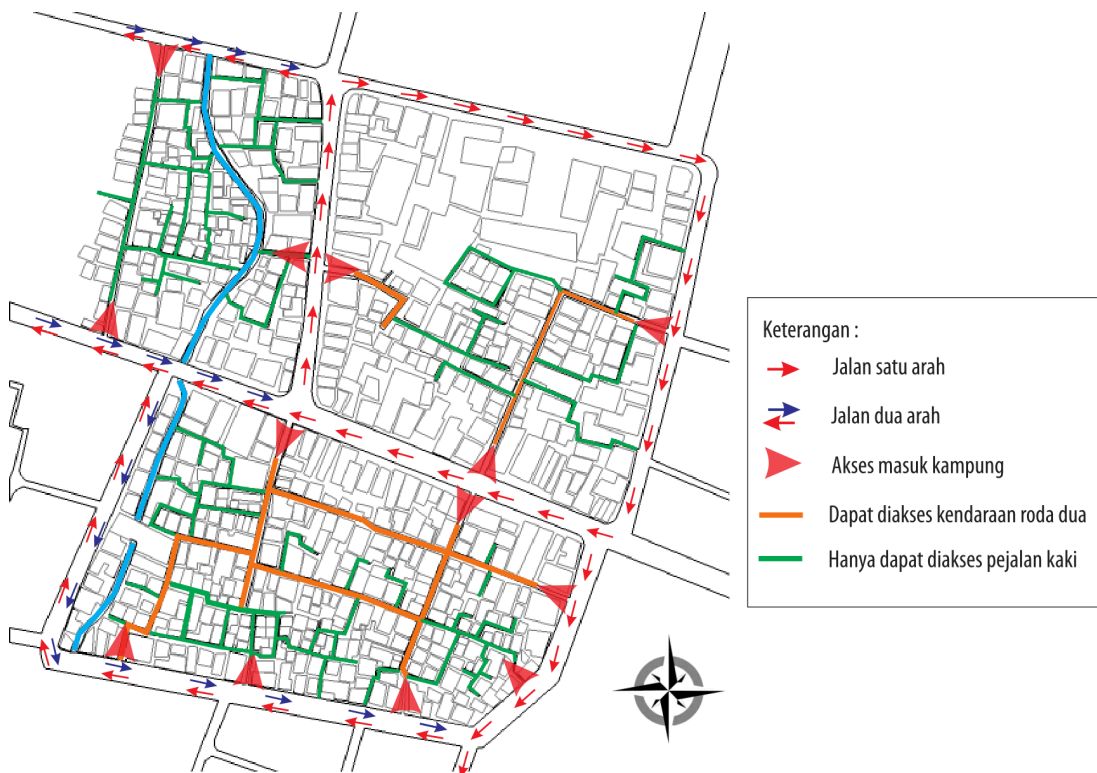 Keterangan :
Jalan satu arah
Jalan dua arah
Akses masuk kampung
Dapat diakses kendaraan roda dua
Hanya dapat diakses pejalan kaki